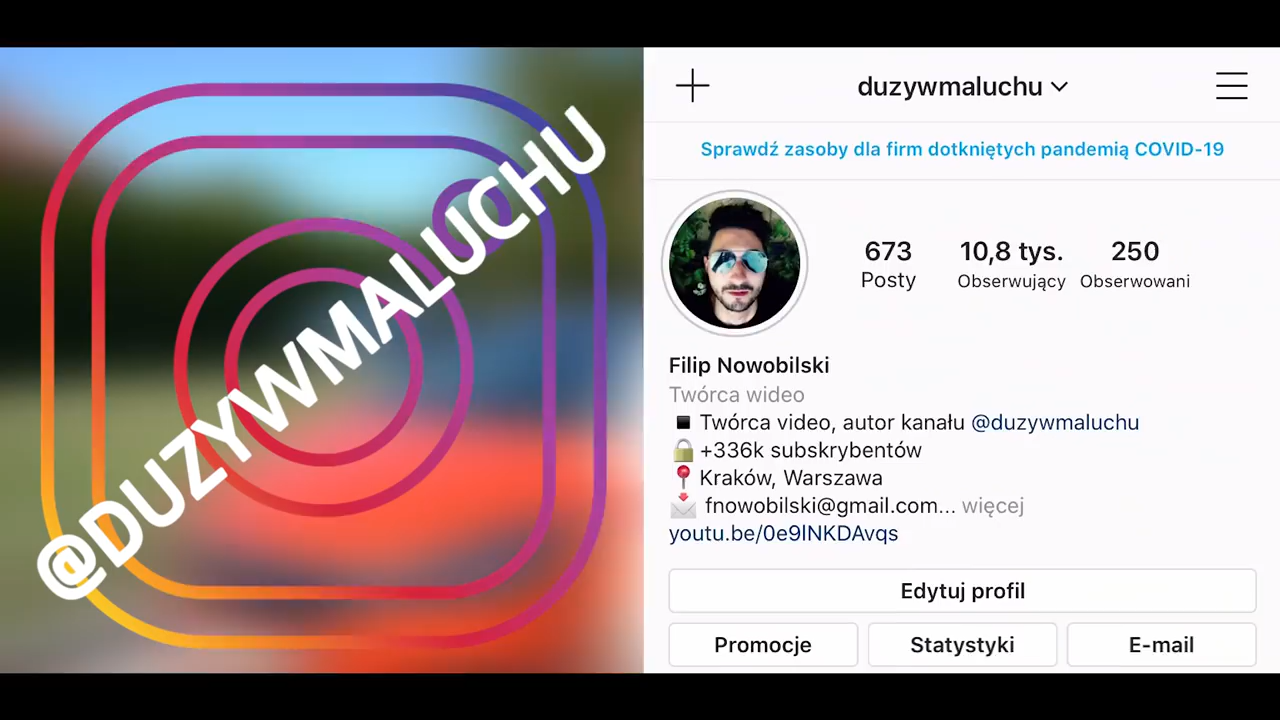 @DUZYWMALUCHU
duzywmaluchu
Sprawdź zasoby dla firm dotkniętych pandemią COVID-19
673 10,8 tys. 250
Posty Obserwujący Obserwowani
Filip Nowobilski
Twórca wideo
Twórca video, autor kanału @duzywmaluchu
+336k subskrybentów
Kraków, Warszawa
fnowobilski@gmail.com... więcej
youtu.be/0e9lNKDAvqs
Edytuj profil
Promocje Statystyki E-mail